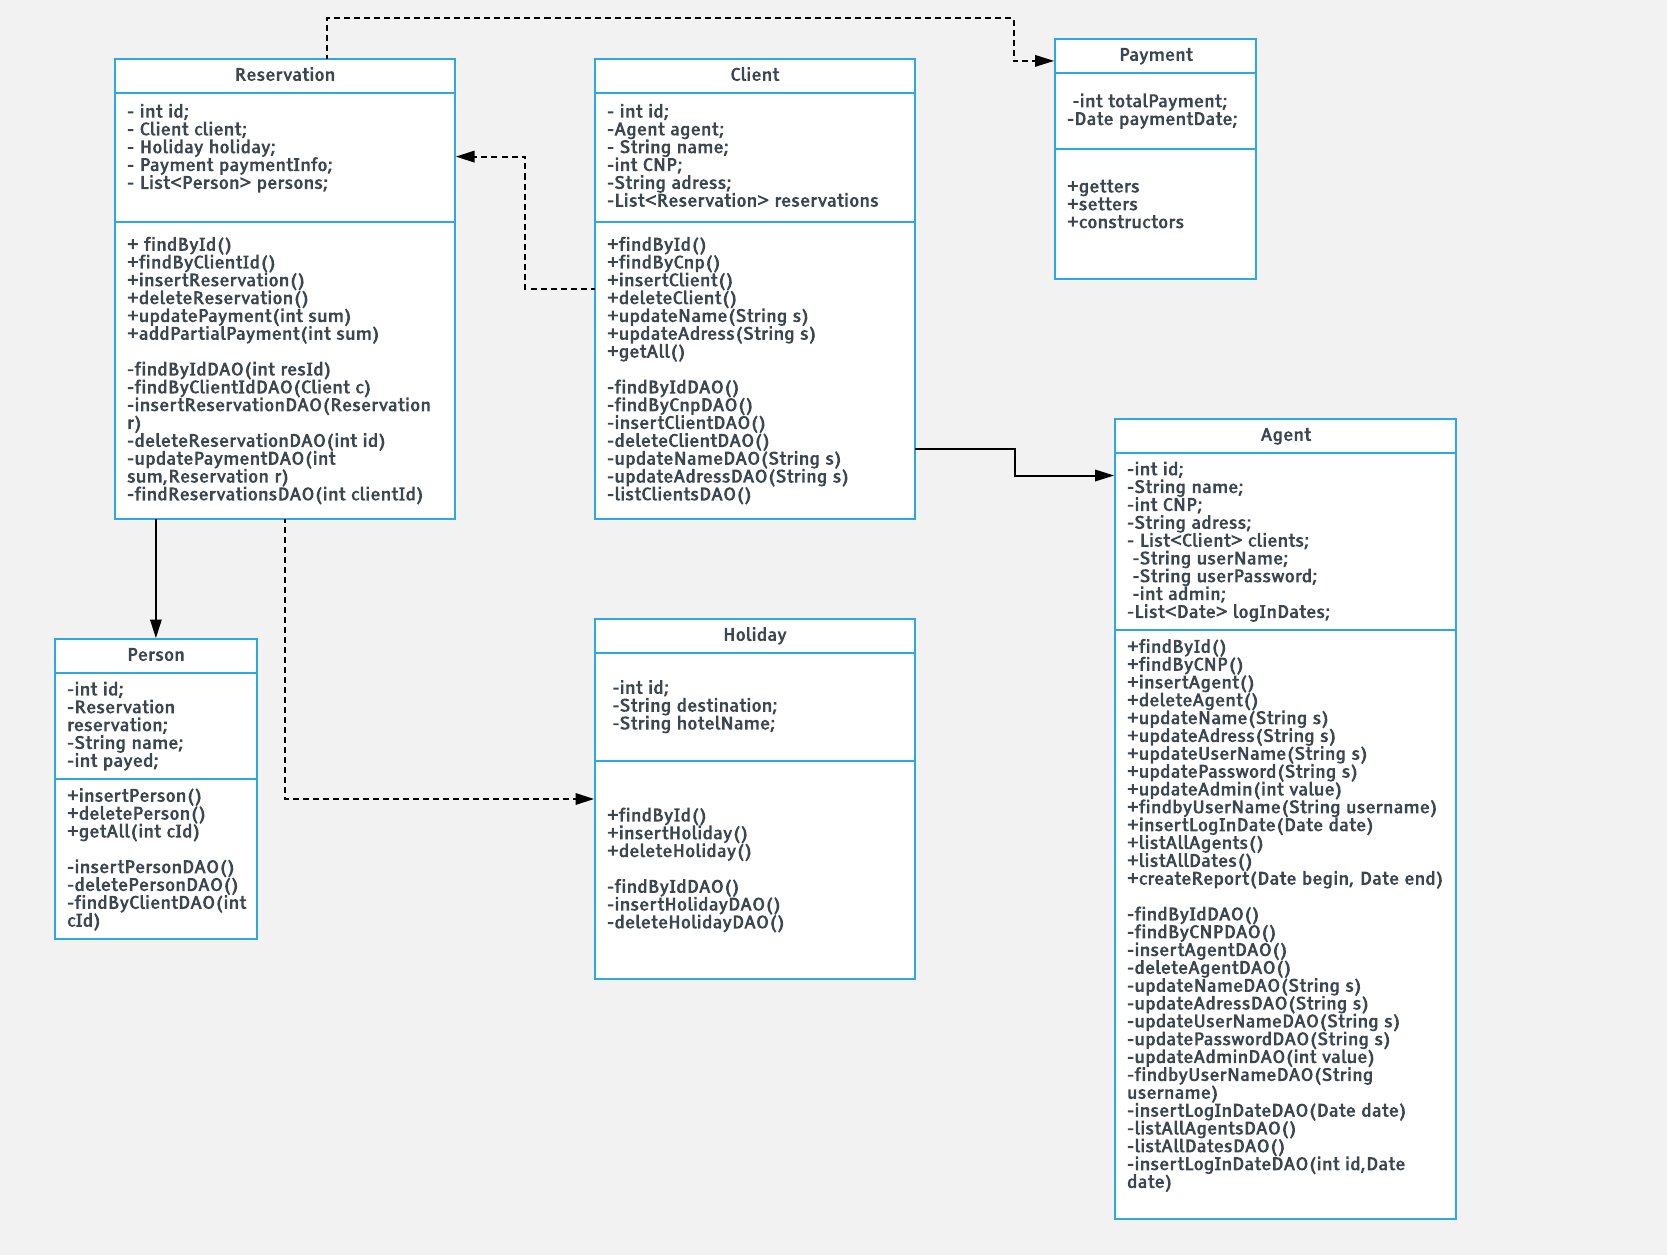 Reservation
- int id;
- Client client;
- Holiday holiday;
- Payment paymentInfo;
- List<Person> persons;
+ findById()
+findByClientId()
+insertReservation()
+deleteReservation()
+updatePayment(int sum)
+addPartialPayment(int sum)
-findByIdDAO(int resId)
-findByClientIdDAO(Client c)
-insertReservationDAO(Reservation
r)
-deleteReservationDAO(int id)
-updatePaymentDAO(int
sum,Reservation r)
-findReservationsDAO(int clientId)
Client
- int id;
-Agent agent;
- String name;
-int CNP;
-String adress;
-List<Reservation> reservations
+findById()
+findByCnp()
+insertClient()
+deleteClient()
+updateName(String s)
+updateAdress(String s)
+getAll()
-findByIdDAO()
-findByCnpDAO()
-insertClientDAO()
-deleteClientDAO()
-updateNameDAO(String s)
-updateAdressDAO(String s)
-listClientsDAO()
Payment
-int totalPayment;
-Date paymentDate;
+getters
+setters
+constructors
Agent
-int id;
-String name;
-int CNP;
-String adress;
- List<Client> clients;
-String userName;
-String userPassword;
-int admin;
-List<Date> logInDates;
+findById()
+findByCNP()
+insertAgent()
+deleteAgent()
+updateName(String s)
+updateAdress(String s)
+updateUserName(String s)
+updatePassword(String s)
+updateAdmin(int value)
+findbyUserName(String username)
+insertLogInDate(Date date)
+listAllAgents()
+listAllDates()
+createReport(Date begin, Date end)
-findByIdDAO()
-findByCNPDAO()
-insertAgentDAO()
-deleteAgentDAO()
-updateNameDAO(String s)
-updateAdressDAO(String s)
-updateUserNameDAO(String s)
-updatePasswordDAO(String s)
-updateAdminDAO(int value)
-findbyUserNameDAO(String
username)
-insertLogInDateDAO(Date date)
-listAllAgentsDAO()
-listAllDatesDAO()
-insertLogInDateDAO(int id,Date
date)
Person
-int id;
-Reservation
reservation;
-String name;
-int payed;
+insertPerson()
+deletePerson()
+getAll(int cId)
-insertPersonDAO()
-deletePersonDAO()
-findByClientDAO(int
cId)
Holiday
-int id;
-String destination;
-String hotelName;
+findById()
+insertHoliday()
+deleteHoliday()
-findByIdDAO()
-insertHolidayDAO()
-deleteHolidayDAO()